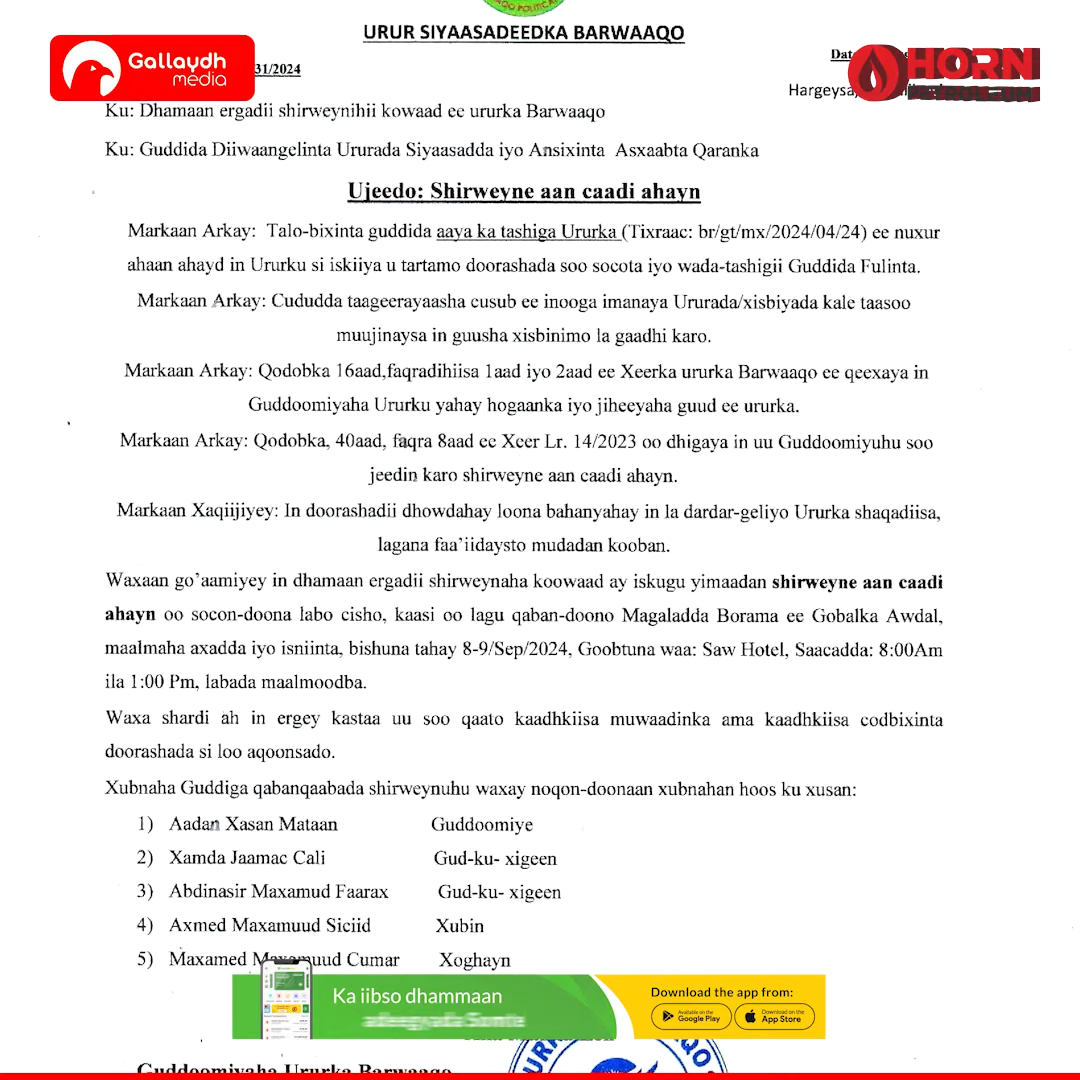 AQO POLITICAL
URUR SIYAASADEEDKA BARWAAQO
Gallaydh
media
31/2024
Dat
HORN
Hargeysa,
Ku: Dhamaan ergadii shirweynihii kowaad ee ururka Barwaaqo
Ku: Guddida Diiwaangelinta Ururada Siyaasadda iyo Ansixinta Asxaabta Qaranka
Ujeedo: Shirweyne aan caadi ahayn
Markaan Arkay: Talo-bixinta guddida aaya ka tashiga Ururka (Tixraac: br/gt/mx/2024/04/24) ee nuxur
ahaan ahayd in Ururku si iskiiya u tartamo doorashada soo socota iyo wada-tashigii Guddida Fulinta.
Markaan Arkay: Cududda taageerayaasha cusub ee inooga imanaya Ururada/xisbiyada kale taasoo
muujinaysa in guusha xisbinimo la gaadhi karo.
Markaan Arkay: Qodobka 16aad,faqradihiisa 1aad iyo 2aad ee Xeerka ururka Barwaaqo ee qeexaya in
Guddoomiyaha Ururku yahay hogaanka iyo jiheeyaha guud ee ururka.
Markaan Arkay: Qodobka, 40aad, faqra 8aad ee Xeer Lr. 14/2023 oo dhigaya in uu Guddoomiyuhu soo
jeedin karo shirweyne aan caadi ahayn.
Markaan Xaqiijiyey: In doorashadii dhowdahay loona bahanyahay in la dardar-geliyo Ururka shaqadiisa,
lagana faa'iidaysto mudadan kooban.
Waxaan go'aamiyey in dhamaan ergadii shirweynaha koowaad ay iskugu yimaadan shirweyne aan caadi
ahayn oo socon-doona labo cisho, kaasi oo lagu qaban-doono Magaladda Borama ee Gobalka Awdal,
maalmaha axadda iyo isniinta, bishuna tahay 8-9/Sep/2024, Goobtuna waa: Saw Hotel, Saacadda: 8:00Am
ila 1:00 Pm, labada maalmoodba.
Waxa shardi ah in ergey kastaa uu soo qaato kaadhkiisa muwaadinka ama kaadhkiisa codbixinta
doorashada si loo aqoonsado.
Xubnaha Guddiga qabanqaabada shirweynuhu waxay noqon-doonaan xubnahan hoos ku xusan:
1) Aadan Xasan Mataan Guddoomiye
2) Xamda Jaamac Cali Gud-ku- xigeen
3) Abdinasir Maxamud Faarax Gud-ku- xigeen
4) Axmed Maxamuud Siciid Xubin
5) Maxamed Maxamuud Cumar Xoghayn
Ka iibso dhammaan
Download the app from:
Available on the
Google Play
Download on the
App Store
Guddoomiyaha Ururka Barwaaqo